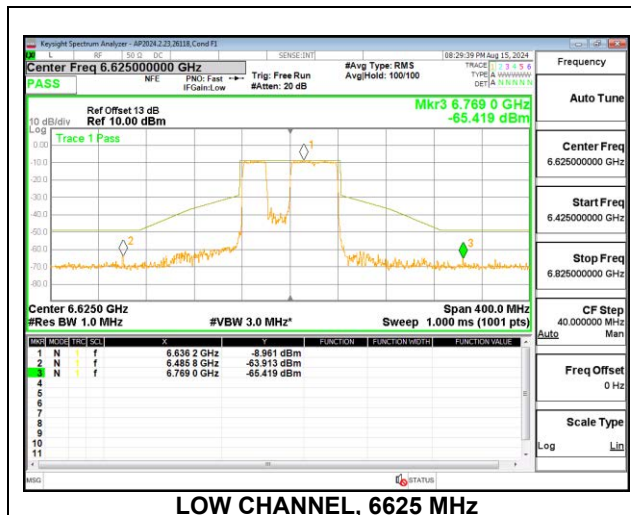 Keysight Spectrum Analyzer - AP2024.2.23,26118,Cond F1
L RF 50 Ω DC SENSE:INT 08:29:39 PM Aug 15, 2024
Center Freq 6.625000000 GHz
#Avg Type: RMS
TRACE 1 2 3 4 5 6
PASS
NFE PNO: Fast Trig: Free Run Avg|Hold: 100/100 TYPE A WWWWW
IFGain:Low #Atten: 20 dB DET A N N N N N
Mkr3 6.769 0 GHz
-65.419 dBm
Ref Offset 13 dB
10 dB/div Ref 10.00 dBm
Log
Trace 1 Pass
0.00
-10.0
-20.0
-30.0
-40.0
-50.0
-60.0
-70.0
-80.0
1
2
3
Center 6.6250 GHz Span 400.0 MHz
#Res BW 1.0 MHz #VBW 3.0 MHz* Sweep 1.000 ms (1001 pts)
MKR MODE TRC SCL X Y FUNCTION FUNCTION WIDTH FUNCTION VALUE
1 N 1 f 6.636 2 GHz -8.961 dBm
2 N 1 f 6.485 8 GHz -63.913 dBm
3 N 1 f 6.769 0 GHz -65.419 dBm
4
5
6
7
8
9
10
11
MSG STATUS
Frequency
Auto Tune
Center Freq
6.625000000 GHz
Start Freq
6.425000000 GHz
Stop Freq
6.825000000 GHz
CF Step
40.000000 MHz
Auto Man
Freq Offset
0 Hz
Scale Type
Log Lin
LOW CHANNEL, 6625 MHz